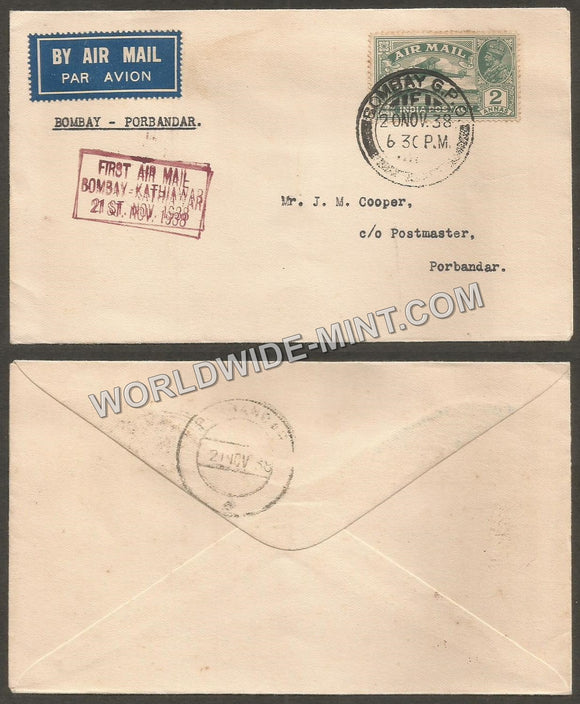 BY AIR MAIL
PAR AVION
BOMBAY - PORBANDAR.
FIRST AIR MAIL
BOMBAY-KATHIAWAR
21 ST. NOV. 1938
AIR MAIL
INDIA POSTAGE
2
ANNAS
BOMBAY G.P.O
20 NOV. 38
6 30 P.M.
Mr. J. M. Cooper,
c/o Postmaster,
Porbandar.
WORLDWIDE-MINT.COM
21 NOV 38